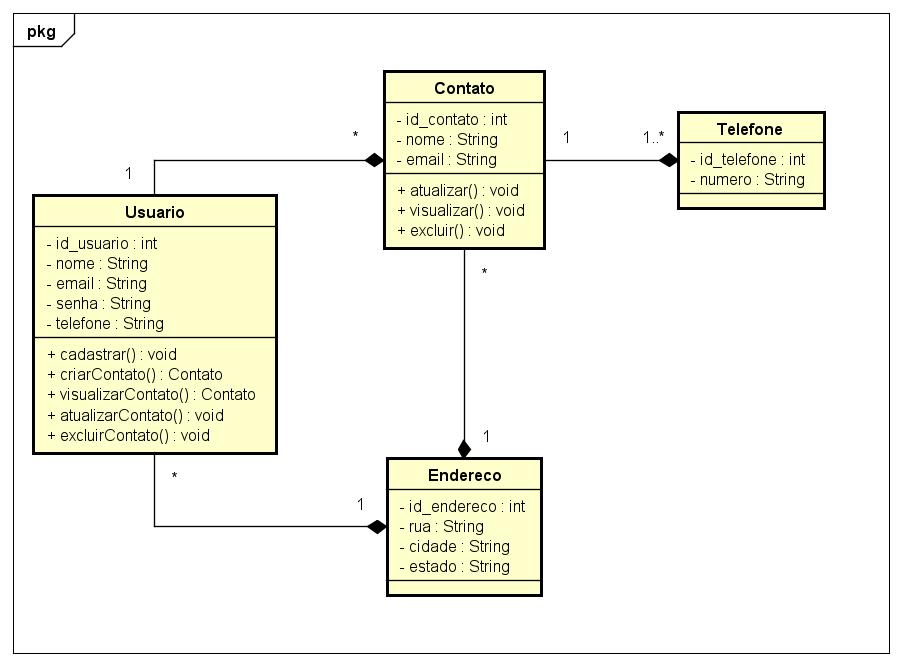 pkg
Contato
- id_contato : int
- nome : String
- email : String
+ atualizar() : void
+ visualizar() : void
+ excluir() : void
*
1
1
1..*
Telefone
- id_telefone : int
- numero : String
Usuario
- id_usuario : int
- nome : String
- email : String
- senha : String
- telefone : String
+ cadastrar() : void
+ criarContato() : Contato
+ visualizarContato() : Contato
+ atualizarContato() : void
+ excluirContato() : void
*
1
*
1
Endereco
- id_endereco : int
- rua : String
- cidade : String
- estado : String